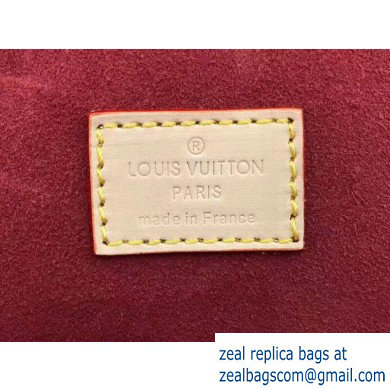 ®
LOUIS VUITTON
PARIS
made in France
zeal replica bags at
zealbagscom@gmail.com